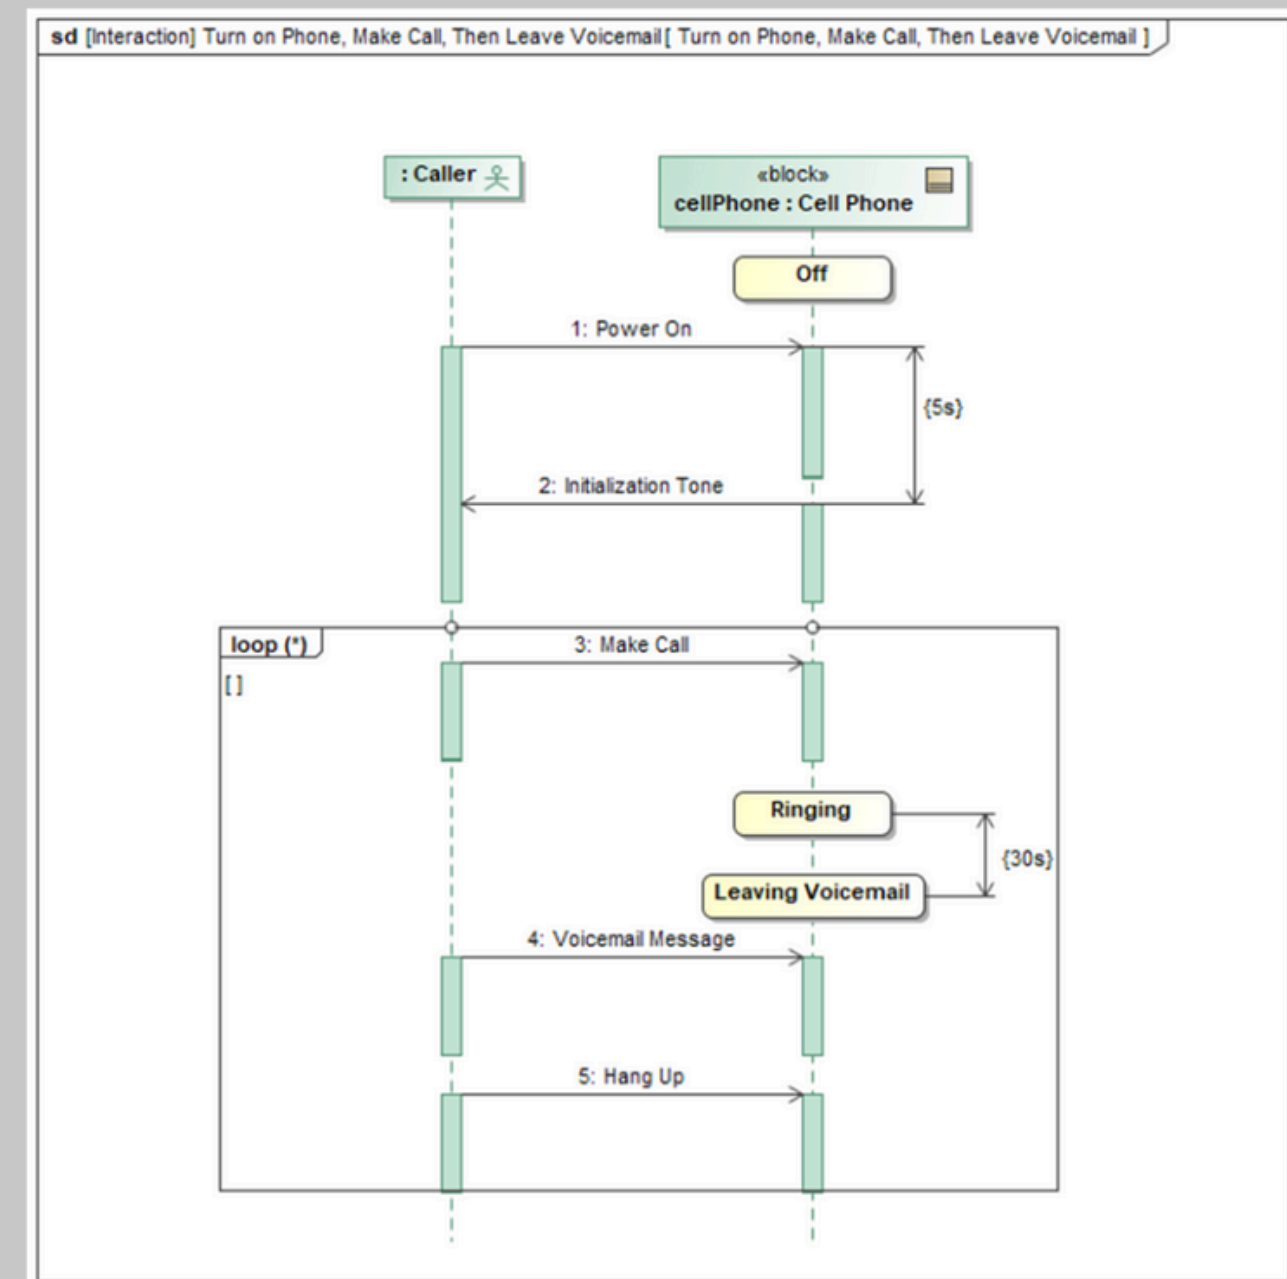 sd [Interaction] Turn on Phone, Make Call, Then Leave Voicemail[ Turn on Phone, Make Call, Then Leave Voicemail ]
: Caller
«block»
cellPhone : Cell Phone
Off
1: Power On
{5s}
2: Initialization Tone
loop (*)
3: Make Call
[ ]
Ringing
{30s}
Leaving Voicemail
4: Voicemail Message
5: Hang Up